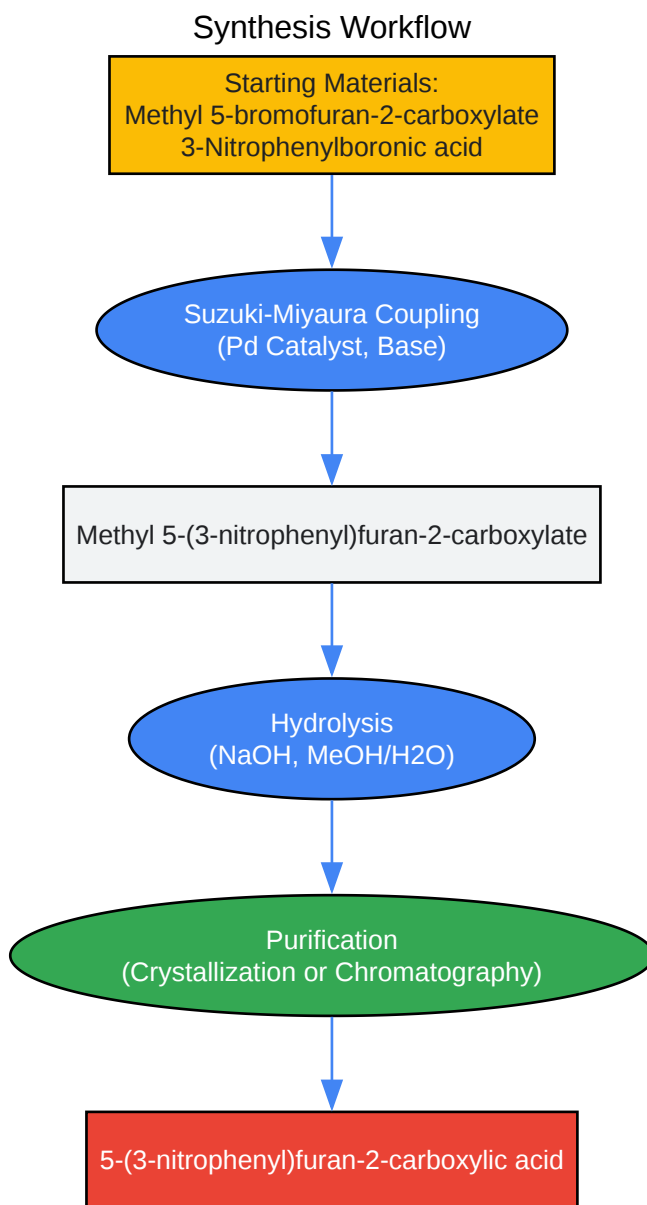 Synthesis Workflow
Starting Materials:
Methyl 5-bromofuran-2-carboxylate
3-Nitrophenylboronic acid
Suzuki-Miyaura Coupling
(Pd Catalyst, Base)
Methyl 5-(3-nitrophenyl)furan-2-carboxylate
Hydrolysis
(NaOH, MeOH/H2O)
Purification
(Crystallization or Chromatography)
5-(3-nitrophenyl)furan-2-carboxylic acid